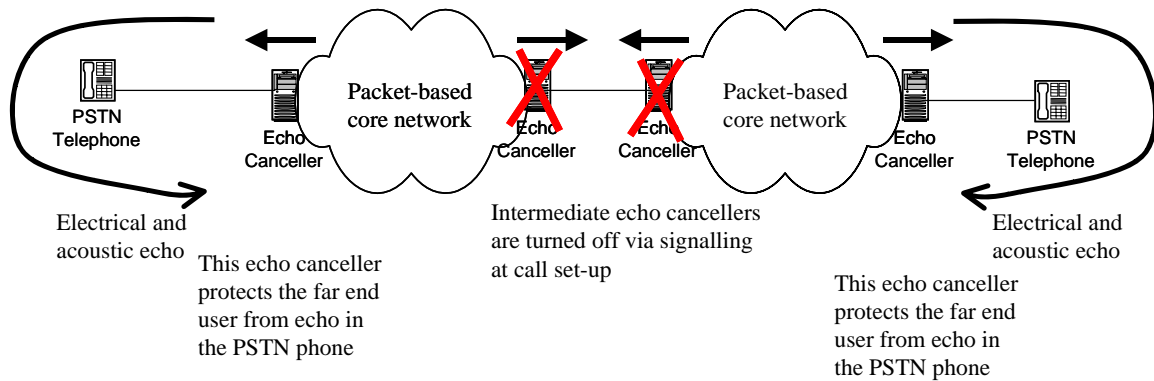 PSTN
Telephone
Echo
Canceller
Packet-based
core network
Echo
Canceller
Echo
Canceller
Packet-based
core network
Echo
Canceller
PSTN
Telephone
Electrical and
acoustic echo
This echo canceller
protects the far end
user from echo in
the PSTN phone
Intermediate echo cancellers
are turned off via signalling
at call set-up
Electrical and
acoustic echo
This echo canceller
protects the far end
user from echo in
the PSTN phone